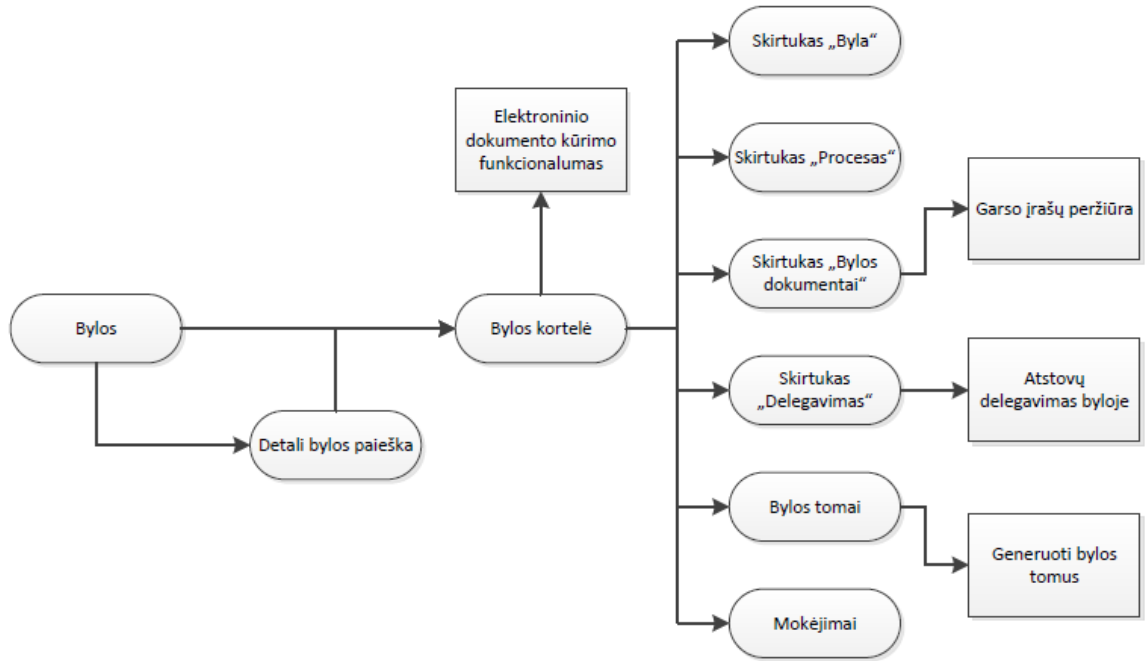 Bylos
Detali bylos paieška
Elektroninio
dokumento kūrimo
funkcionalumas
Bylos kortelė
Skirtukas „Byla“
Skirtukas „Procesas“
Skirtukas „Bylos
dokumentai“
Garso įrašų peržiūra
Skirtukas
„Delegavimas“
Atstovų
delegavimas byloje
Bylos tomai
Generuoti bylos
tomus
Mokėjimai